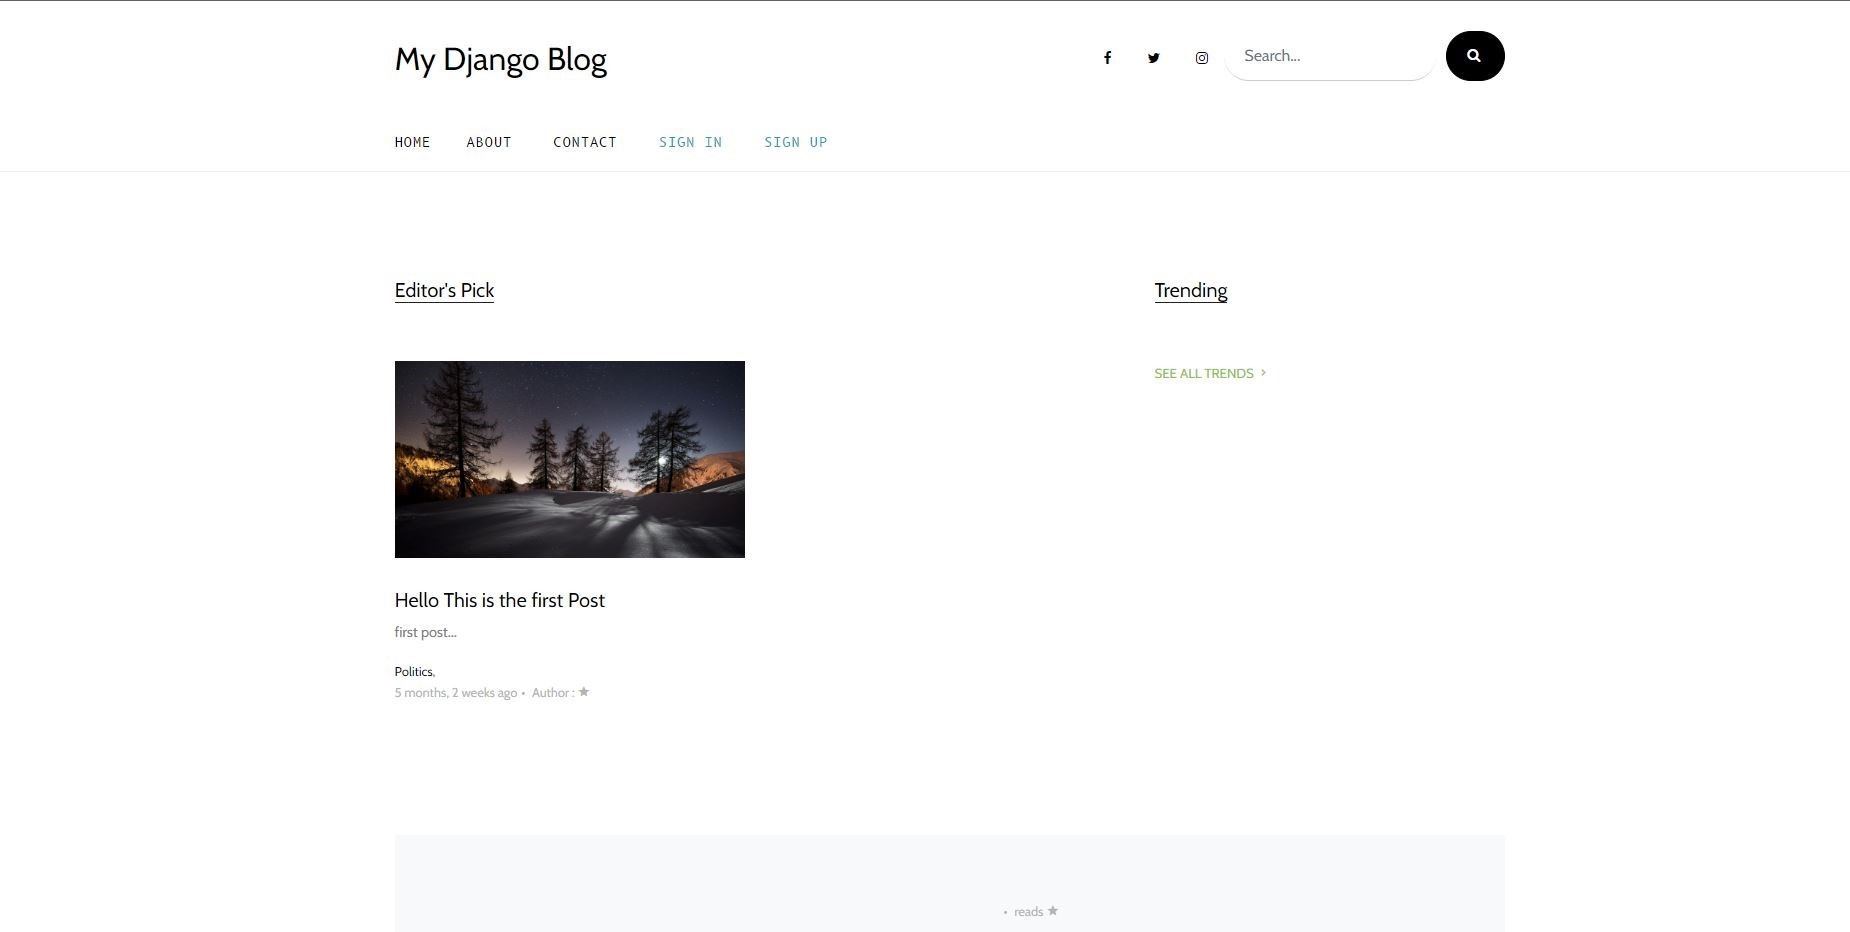 My Django Blog
Search...
HOME ABOUT CONTACT SIGN IN SIGN UP
Editor's Pick
Trending
SEE ALL TRENDS
Hello This is the first Post
first post...
Politics,
5 months, 2 weeks ago • Author :
• reads